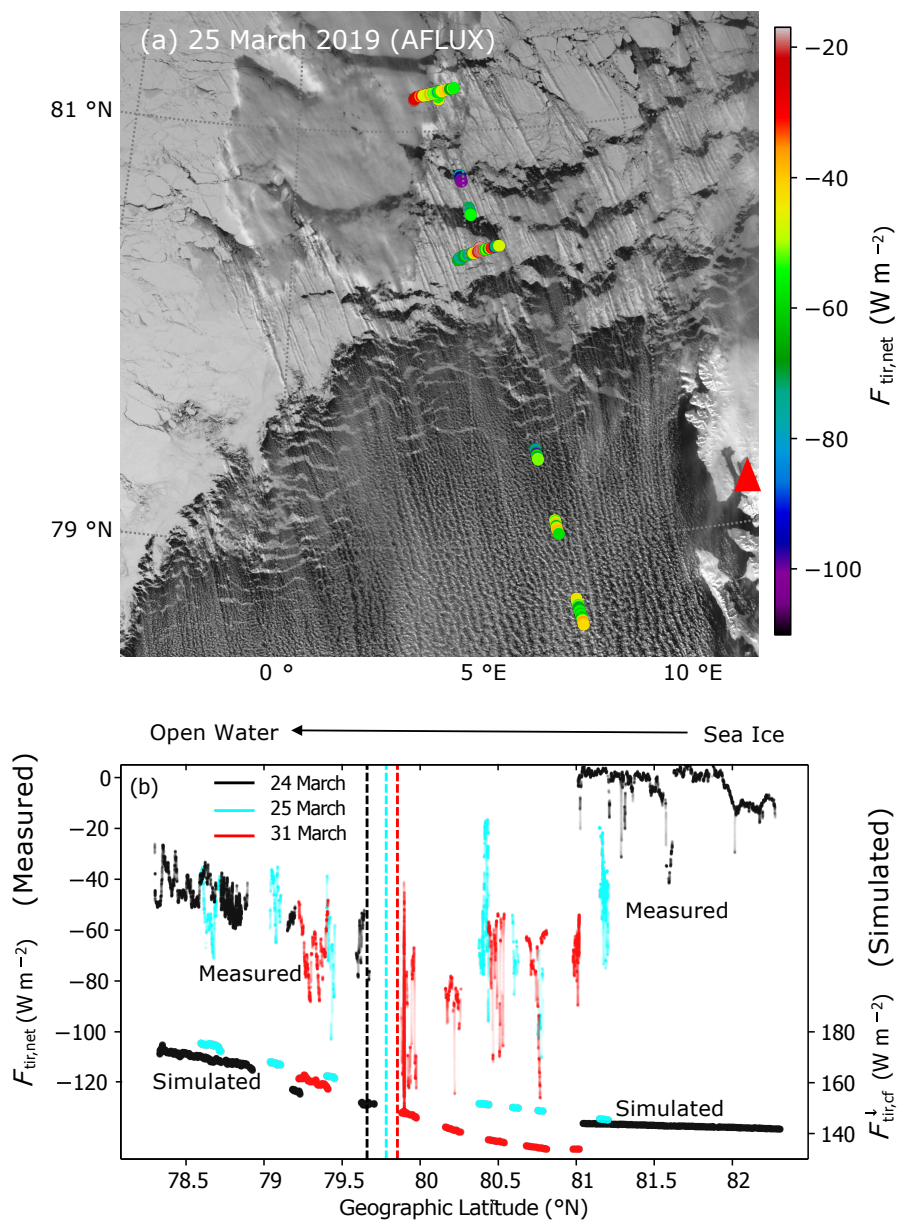 (a) 25 March 2019 (AFLUX)
81 °N
79 °N
0 °
5 °E
10 °E
−20
−40
−60
−80
−100
F tir,net (W m −2)
Open Water
Sea Ice
(b)
24 March
25 March
31 March
0
−20
−40
−60
−80
−100
−120
F tir,net (W m −2) (Measured)
Measured
Measured
Simulated
Simulated
180
160
140
F ↓ tir,cf (W m −2) (Simulated)
78.5
79
79.5
80
80.5
81
81.5
82
Geographic Latitude (°N)